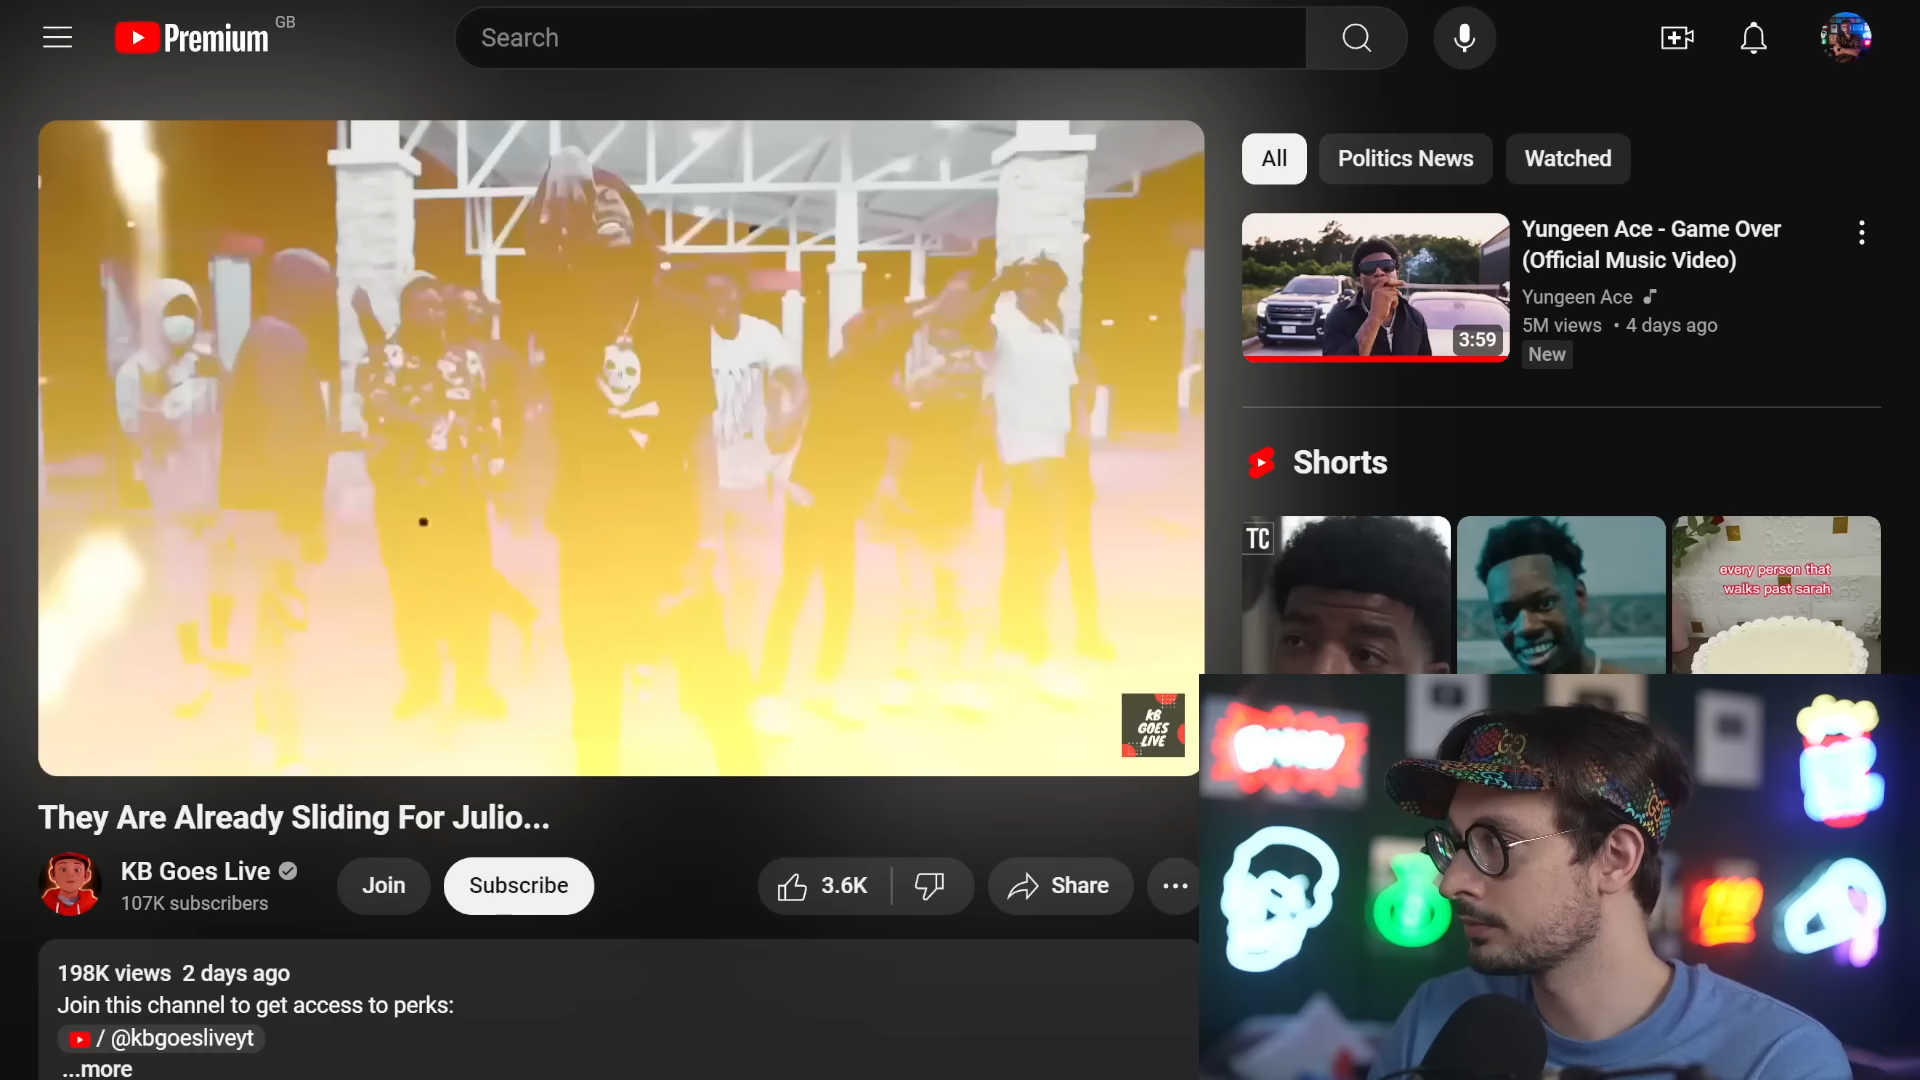 Premium
GB
Search
All
Politics News
Watched
Yungeen Ace - Game Over
(Official Music Video)
Yungeen Ace
5M views • 4 days ago
New
3:59
Shorts
TC
every person that
walks past sarah
KB
GOES
LIVE
They Are Already Sliding For Julio...
KB Goes Live
107K subscribers
Join
Subscribe
3.6K
Share
198K views 2 days ago
Join this channel to get access to perks:
/ @kbgoesliveyt
...more